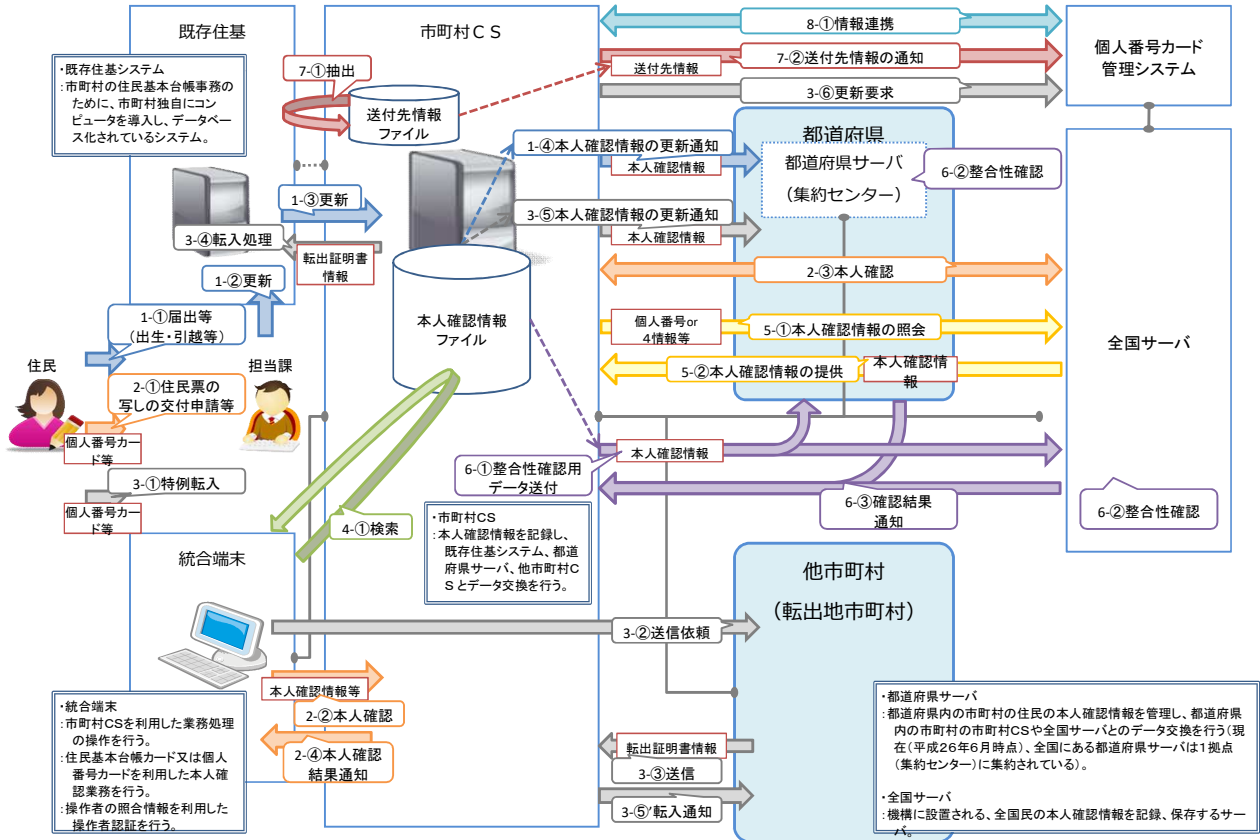 既存住基
・既存住基システム
：市町村の住民基本台帳事務の
ために、市町村独自にコン
ピュータを導入し、データベー
ス化されているシステム。
市町村ＣＳ
7-①抽出
送付先情報
ファイル
8-①情報連携
送付先情報
7-②送付先情報の通知
3-⑥更新要求
個人番号カード
管理システム
都道府県
都道府県サーバ
（集約センター）
6-②整合性確認
1-④本人確認情報の更新通知
本人確認情報
3-⑤本人確認情報の更新通知
本人確認情報
1-③更新
3-④転入処理
転出証明書
情報
1-②更新
2-③本人確認
1-①届出等
（出生・引越等）
本人確認情報
ファイル
個人番号or
4情報等
5-①本人確認情報の照会
5-②本人確認情報の提供
本人確認情
報
全国サーバ
住民
担当課
2-①住民票の
写しの交付申請等
個人番号カー
ド等
3-①特例転入
個人番号カー
ド等
6-①整合性確認用
データ送付
本人確認情報
6-③確認結果
通知
6-②整合性確認
4-①検索
・市町村CS
：本人確認情報を記録し、
既存住基システム、都道
府県サーバ、他市町村C
Sとデータ交換を行う。
統合端末
他市町村
（転出地市町村）
3-②送信依頼
本人確認情報等
2-②本人確認
2-④本人確認
結果通知
・統合端末
：市町村CSを利用した業務処理
の操作を行う。
：住民基本台帳カード又は個人
番号カードを利用した本人確
認業務を行う。
：操作者の照合情報を利用した
操作者認証を行う。
転出証明書情報
3-③送信
3-⑤’転入通知
・都道府県サーバ
：都道府県内の市町村の住民の本人確認情報を管理し、都道府県
内の市町村の市町村CSや全国サーバとのデータ交換を行う（現
在（平成26年6月時点）、全国にある都道府県サーバは1拠点
（集約センター）に集約されている）。
・全国サーバ
：機構に設置される、全国民の本人確認情報を記録、保存するサー
バ。